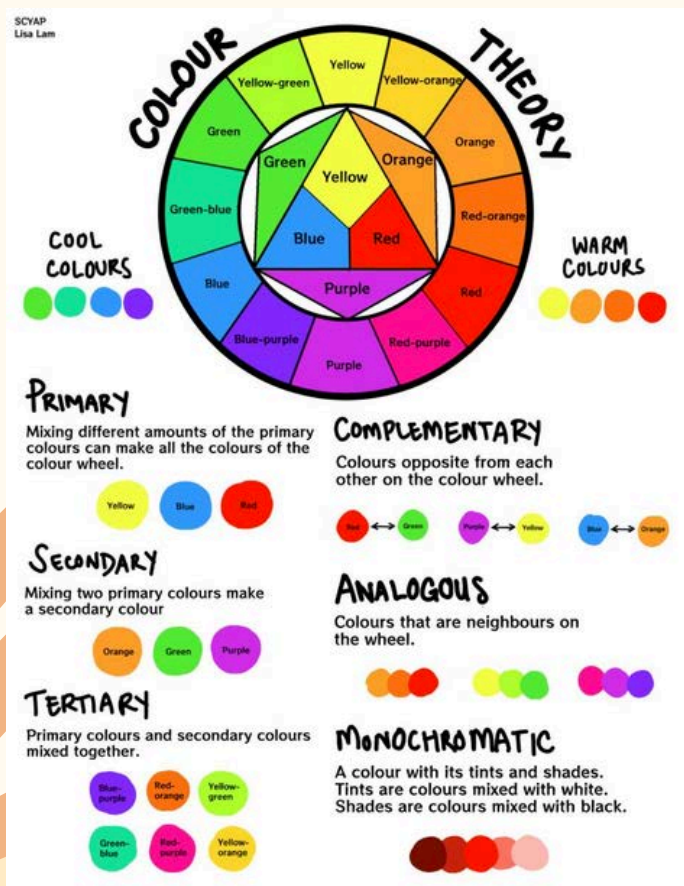 SCYAP
Lisa Lam
COLOUR
THEORY
Yellow
Yellow-green
Yellow-orange
Green
Orange
Green-blue
Red-orange
Blue
Red
Blue-purple
Red-purple
Purple
Green
Orange
Yellow
Blue
Red
Purple
COOL
COLOURS
WARM
COLOURS
PRIMARY
Mixing different amounts of the primary
colours can make all the colours of the
colour wheel.
Yellow
Blue
Red
SECONDARY
Mixing two primary colours make
a secondary colour
Orange
Green
Purple
TERTIARY
Primary colours and secondary colours
mixed together.
Blue-
purple
Red-
orange
Yellow-
green
Green-
blue
Red-
purple
Yellow-
orange
COMPLEMENTARY
Colours opposite from each
other on the colour wheel.
Red
Green
Purple
Yellow
Blue
Orange
ANALOGOUS
Colours that are neighbours on
the wheel.
MONOCHROMATIC
A colour with its tints and shades.
Tints are colours mixed with white.
Shades are colours mixed with black.